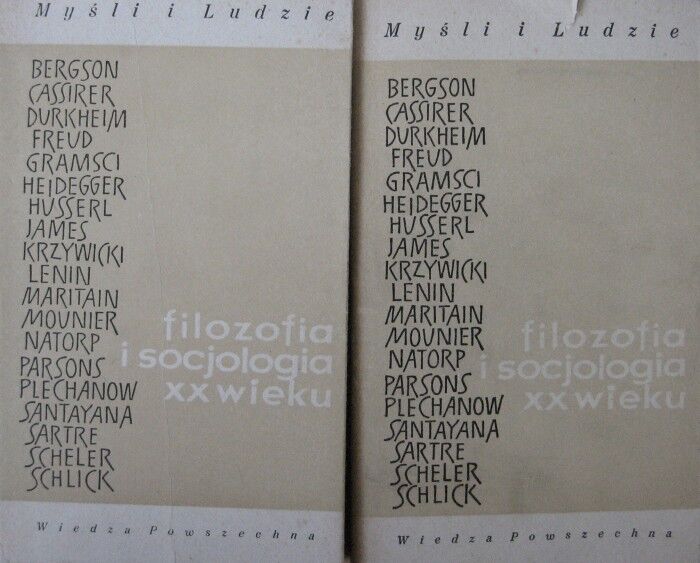 Myśli i Ludzie
BERGSON
CASSIRER
DURKHEIM
FREUD
GRAMSCI
HEIDEGGER
HUSSERL
JAMES
KRZYWICKI
LENIN
MARITAIN
MOUNIER
NATORP
PARSONS
PLECHANOW
SANTAYANA
SARTRE
SCHELER
SCHLICK
filozofia
i socjologia
xx wieku
Wiedza Powszechna
Myśli i Ludzie
BERGSON
CASSIRER
DURKHEIM
FREUD
GRAMSCI
HEIDEGGER
HUSSERL
JAMES
KRZYWICKI
LENIN
MARITAIN
MOUNIER
NATORP
PARSONS
PLECHANOW
SANTAYANA
SARTRE
SCHELER
SCHLICK
filozofia
i socjologia
xx wieku
Wiedza Powszechna